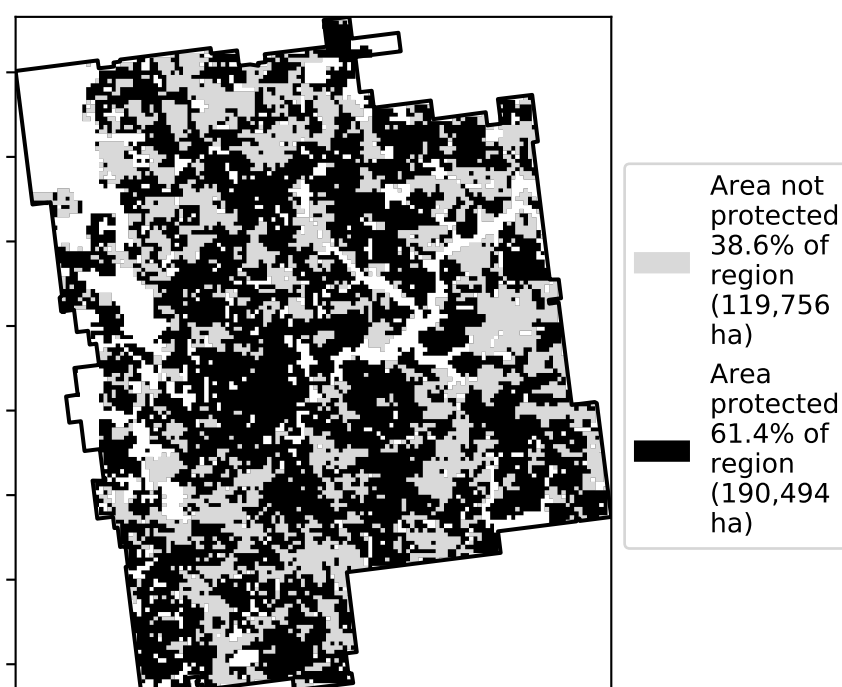 Area not
protected
38.6% of
region
(119,756
ha)
Area
protected
61.4% of
region
(190,494
ha)